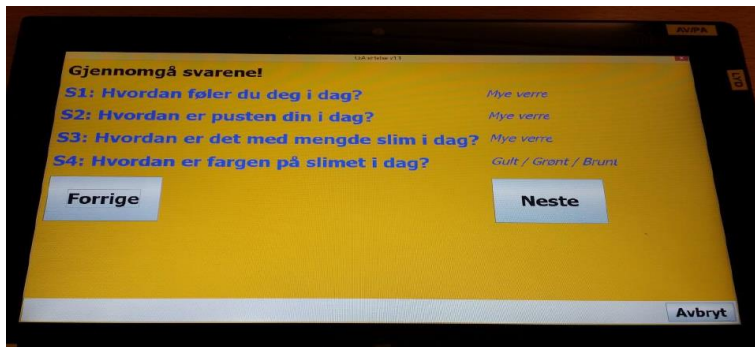 AVIPA
LYD
Gjennomgå svarene!
S1: Hvordan føler du deg i dag? Mye verre
S2: Hvordan er pusten din i dag? Mye verre
S3: Hvordan er det med mengde slim i dag? Mye verre
S4: Hvordan er fargen på slimet i dag? Gult / Grønt / Brunt
Forrige Neste
Avbryt